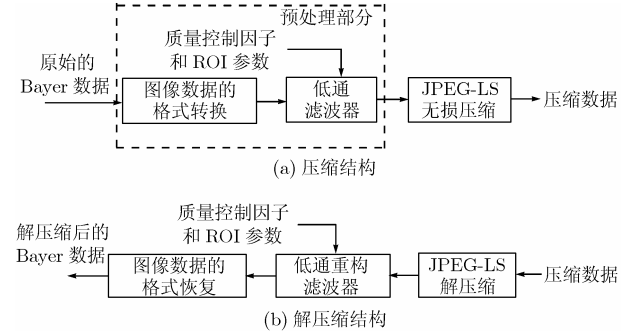 预处理部分
质量控制因子
和 ROI 参数
原始的
Bayer 数据
图像数据的
格式转换
低通
滤波器
JPEG-LS
无损压缩
压缩数据
(a) 压缩结构
质量控制因子
和 ROI 参数
解压缩后的
Bayer 数据
图像数据的
格式恢复
低通重构
滤波器
JPEG-LS
解压缩
压缩数据
(b) 解压缩结构